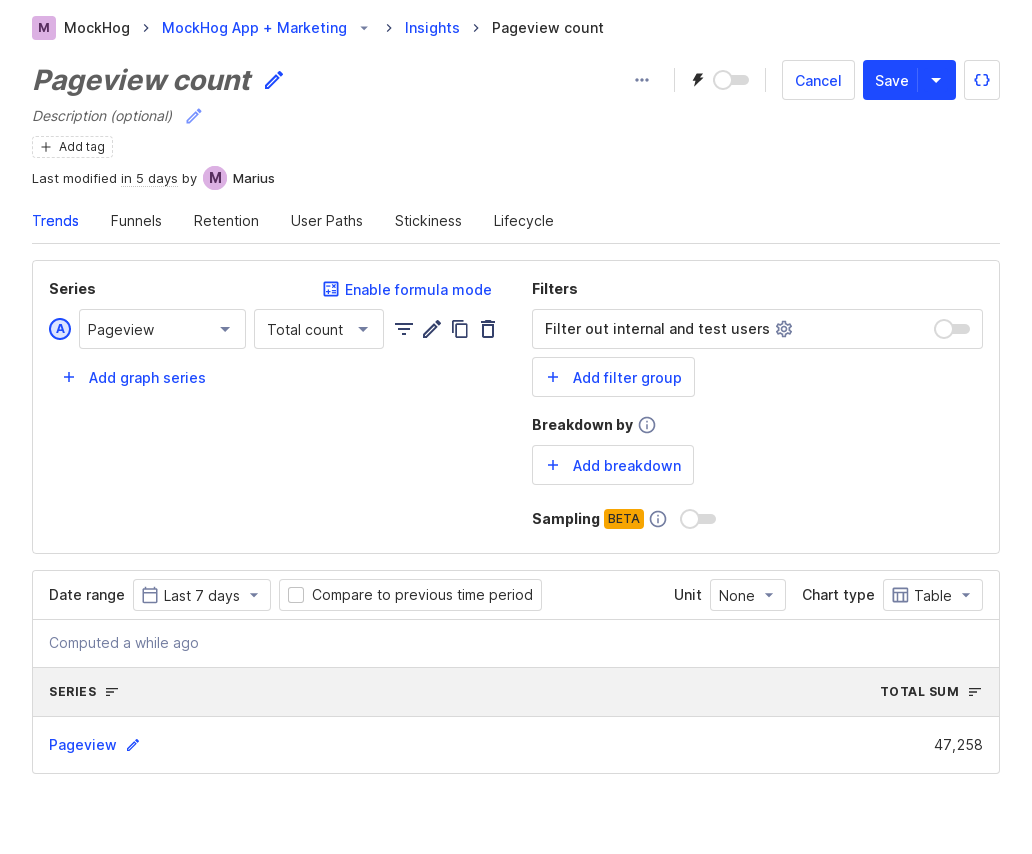 M MockHog MockHog App + Marketing Insights Pageview count
Pageview count
Cancel Save
Description (optional)
Add tag
Last modified in 5 days by M Marius
Trends Funnels Retention User Paths Stickiness Lifecycle
Series Enable formula mode
A Pageview Total count
Add graph series
Filters
Filter out internal and test users
Add filter group
Breakdown by
Add breakdown
Sampling BETA
Date range Last 7 days Compare to previous time period Unit None Chart type Table
Computed a while ago
SERIES TOTAL SUM
Pageview 47,258